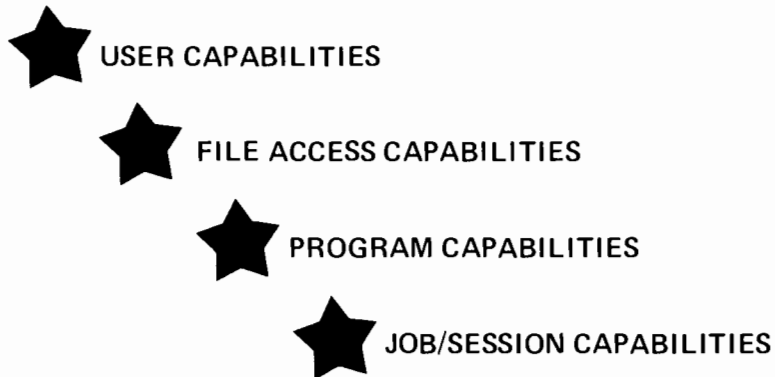 USER CAPABILITIES
FILE ACCESS CAPABILITIES
PROGRAM CAPABILITIES
JOB/SESSION CAPABILITIES